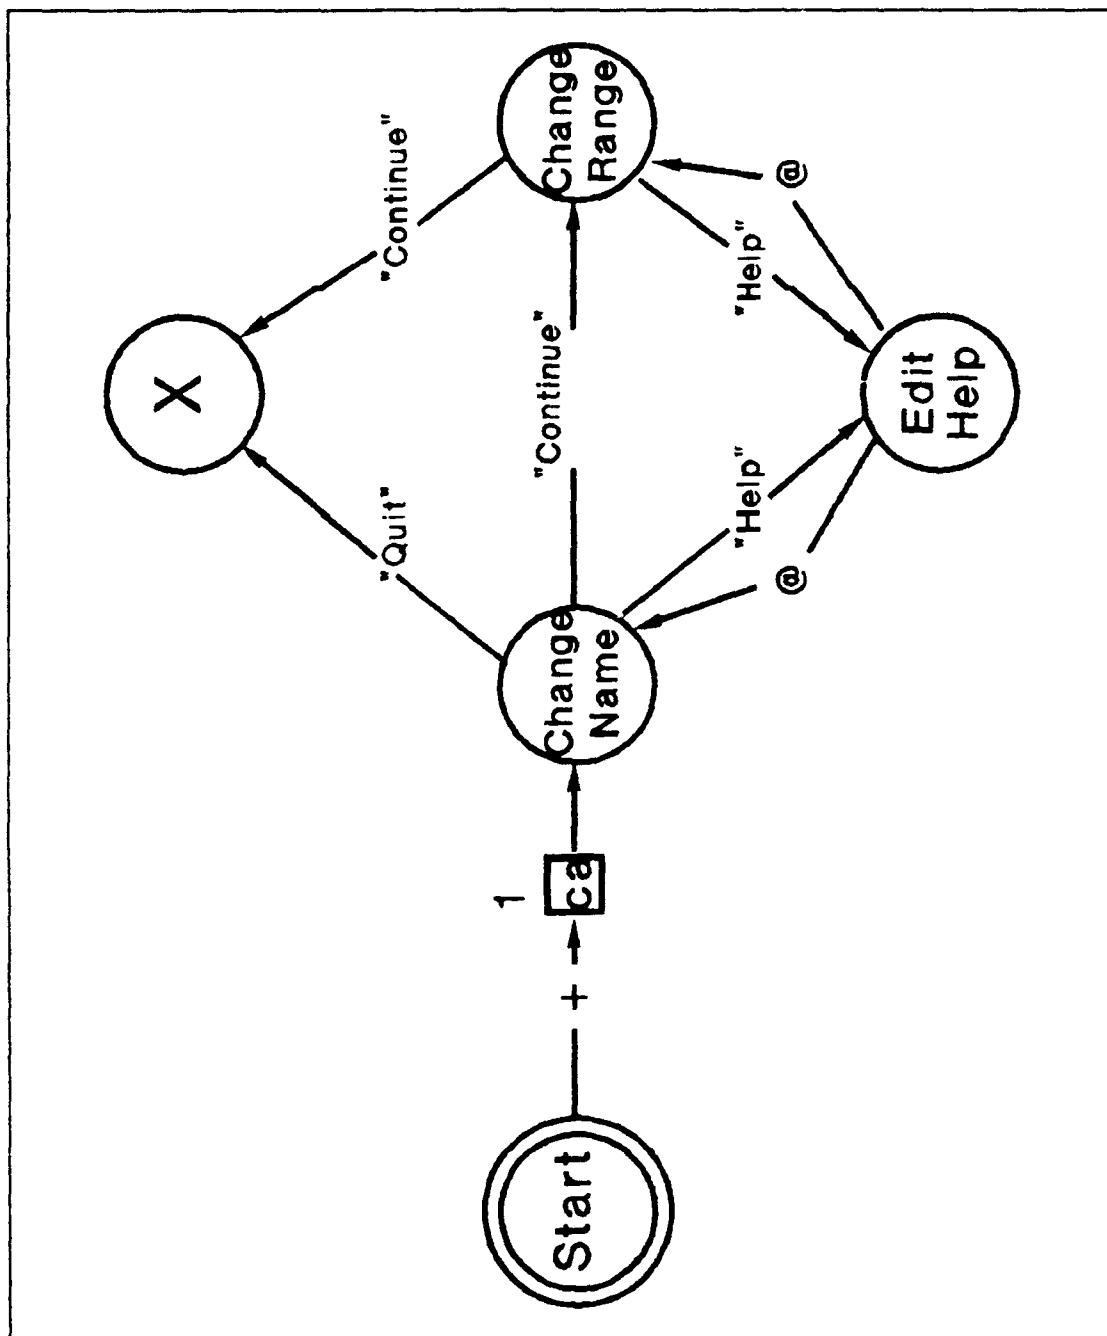 X
"Quit"
"Continue"
1
Start
+
ca
Change
Name
"Continue"
Change
Range
"Help"
"Help"
@
@
Edit
Help